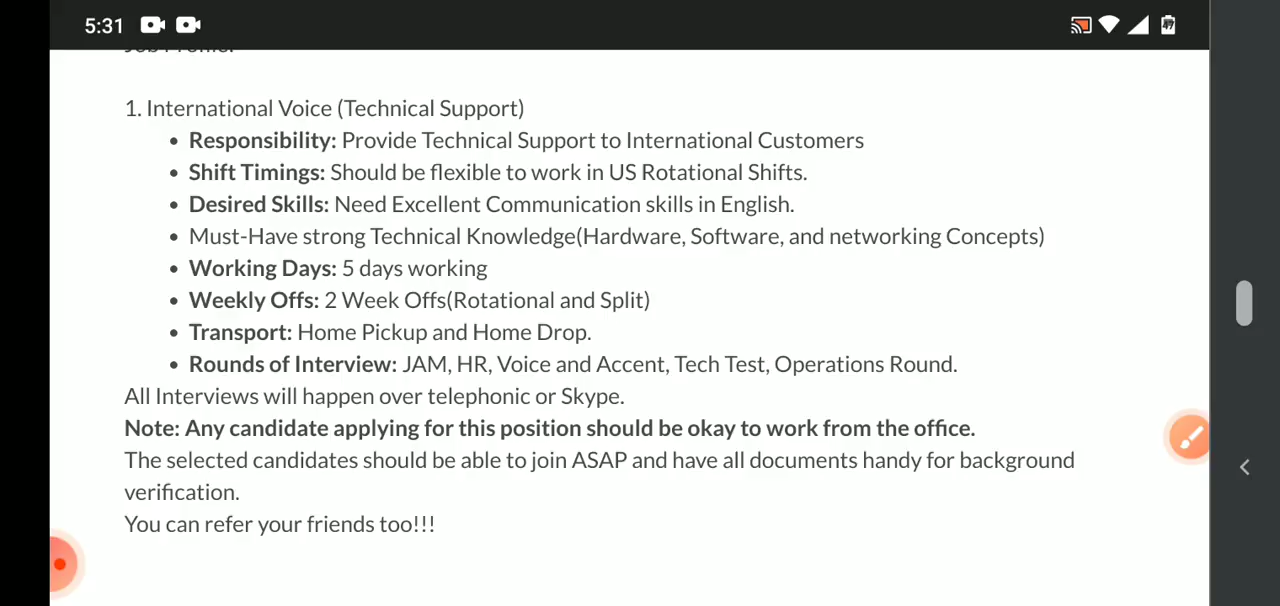 5:31
47
Job Profile:
1. International Voice (Technical Support)
• Responsibility: Provide Technical Support to International Customers
• Shift Timings: Should be flexible to work in US Rotational Shifts.
• Desired Skills: Need Excellent Communication skills in English.
• Must-Have strong Technical Knowledge(Hardware, Software, and networking Concepts)
• Working Days: 5 days working
• Weekly Offs: 2 Week Offs(Rotational and Split)
• Transport: Home Pickup and Home Drop.
• Rounds of Interview: JAM, HR, Voice and Accent, Tech Test, Operations Round.
All Interviews will happen over telephonic or Skype.
Note: Any candidate applying for this position should be okay to work from the office.
The selected candidates should be able to join ASAP and have all documents handy for background
verification.
You can refer your friends too!!!